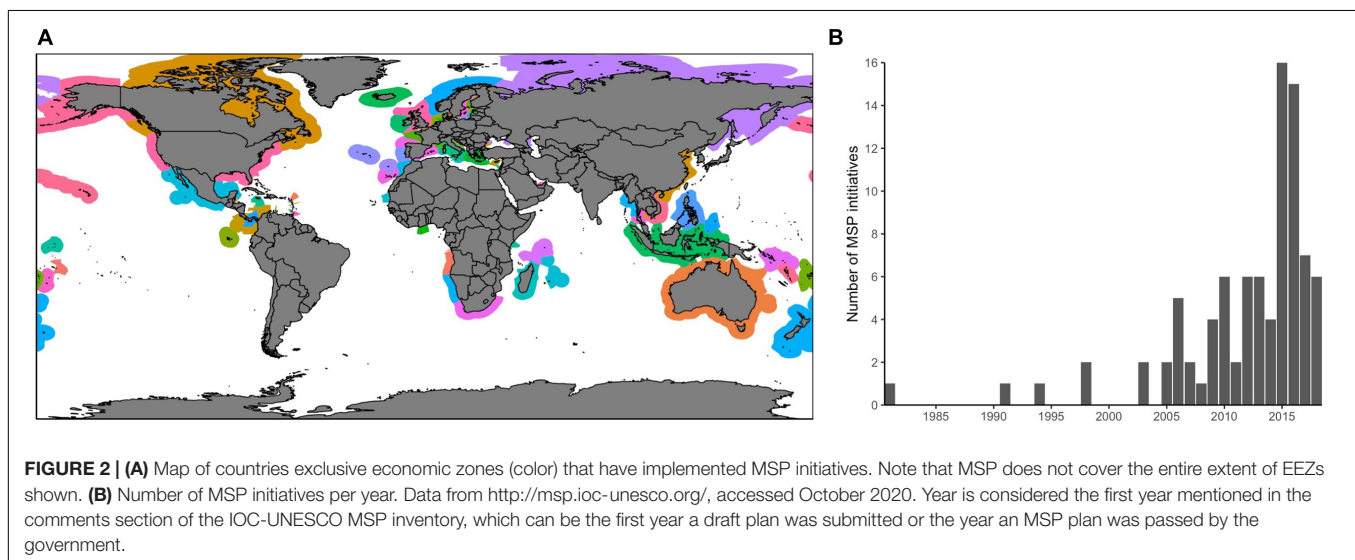 A
B
16
14
12
10
8
6
4
2
0
Number of MSP intitiatives
1985 1990 1995 2000 2005 2010 2015
FIGURE 2 | (A) Map of countries exclusive economic zones (color) that have implemented MSP initiatives. Note that MSP does not cover the entire extent of EEZs
shown. (B) Number of MSP initiatives per year. Data from http://msp.ioc-unesco.org/, accessed October 2020. Year is considered the first year mentioned in the
comments section of the IOC-UNESCO MSP inventory, which can be the first year a draft plan was submitted or the year an MSP plan was passed by the
government.